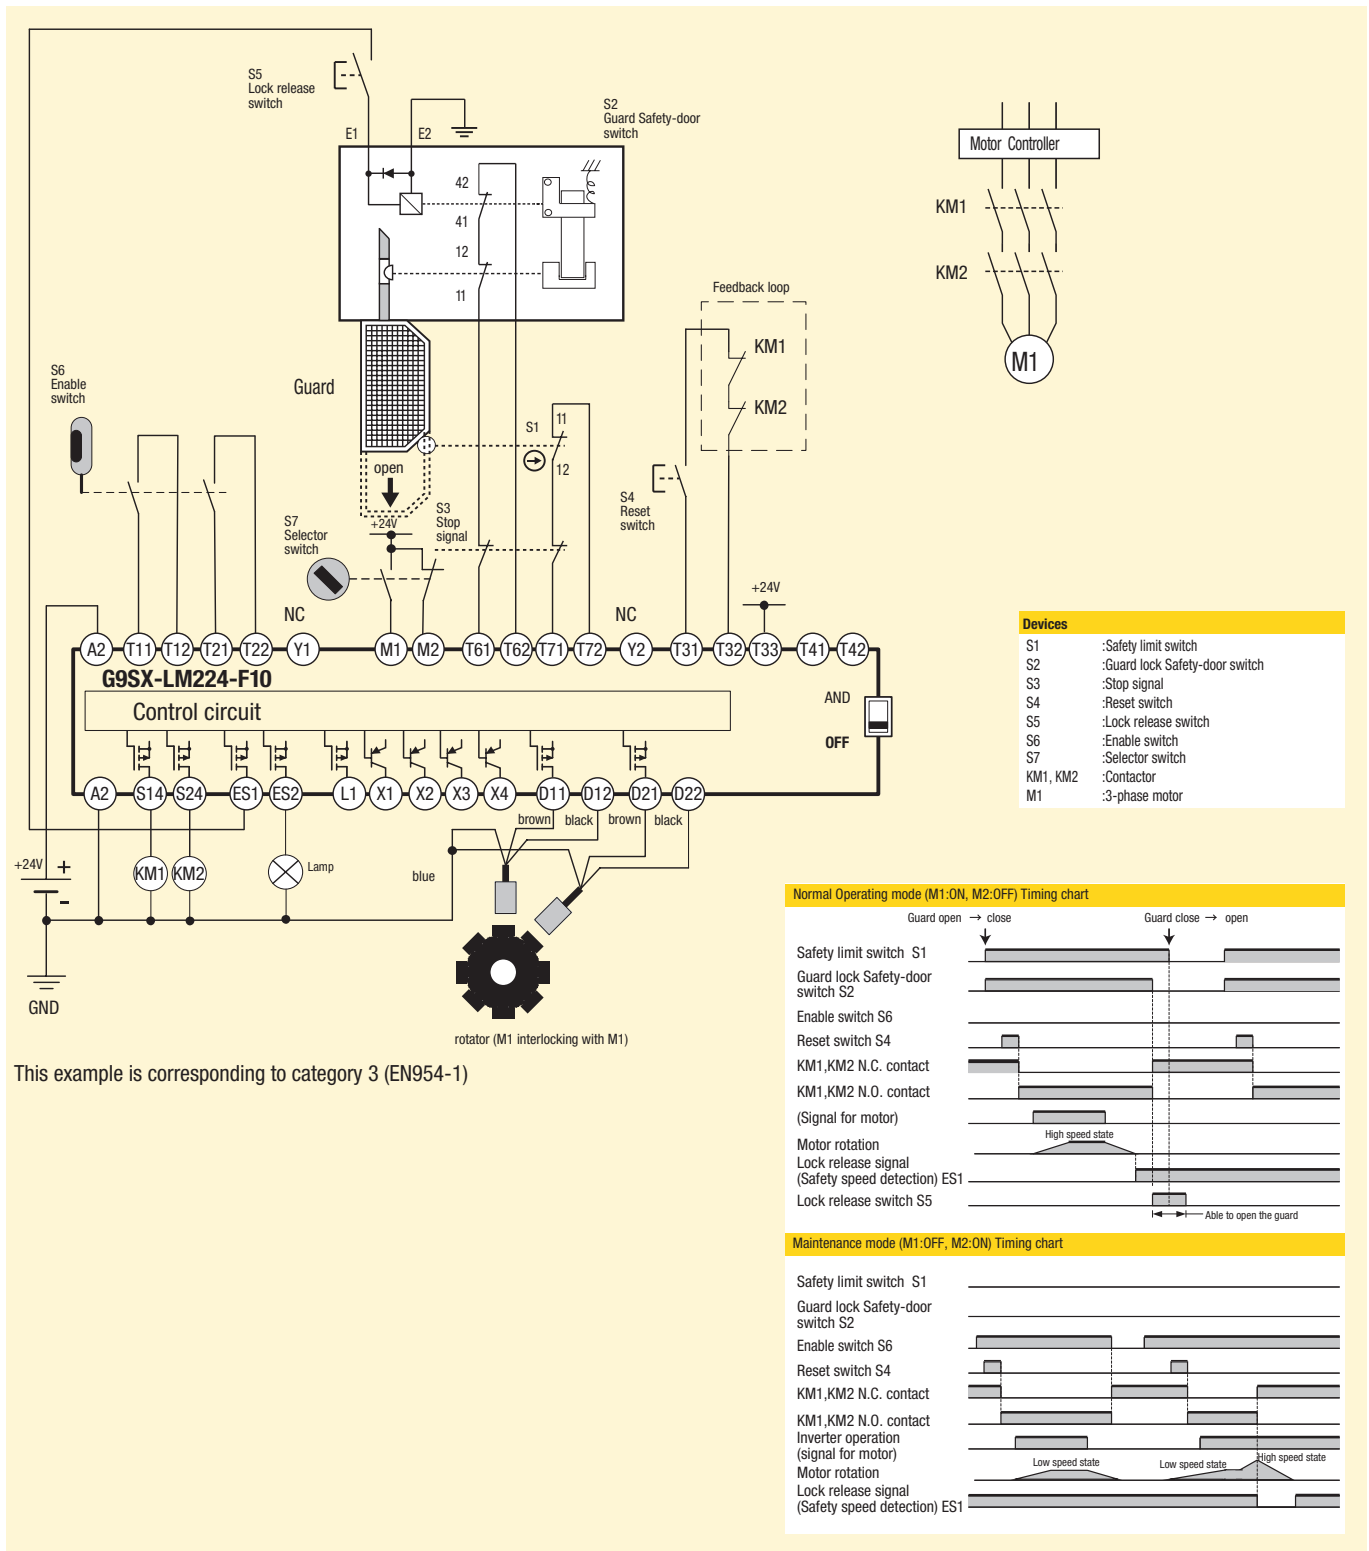 S5
Lock release
switch
S2
Guard Safety-door
switch
E1
E2
42
41
12
11
Motor Controller
KM1
KM2
M1
Feedback loop
KM1
KM2
S6
Enable
switch
Guard
open
S1
11
12
S4
Reset
switch
S7
Selector
switch
+24V
S3
Stop
signal
+24V
NC
NC
A2 T11 T12 T21 T22 Y1 M1 M2 T61 T62 T71 T72 Y2 T31 T32 T33 T41 T42
G9SX-LM224-F10
Control circuit
AND
OFF
A2 S14 S24 ES1 ES2 L1 X1 X2 X3 X4 D11 D12 D21 D22
brown black brown black
+24V
+
-
KM1
KM2
Lamp
blue
GND
rotator (M1 interlocking with M1)
This example is corresponding to category 3 (EN954-1)
Devices
S1 :Safety limit switch
S2 :Guard lock Safety-door switch
S3 :Stop signal
S4 :Reset switch
S5 :Lock release switch
S6 :Enable switch
S7 :Selector switch
KM1, KM2 :Contactor
M1 :3-phase motor
Normal Operating mode (M1:ON, M2:OFF) Timing chart
Guard open → close
Guard close → open
Safety limit switch S1
Guard lock Safety-door
switch S2
Enable switch S6
Reset switch S4
KM1,KM2 N.C. contact
KM1,KM2 N.O. contact
(Signal for motor)
High speed state
Motor rotation
Lock release signal
(Safety speed detection) ES1
Lock release switch S5
Able to open the guard
Maintenance mode (M1:OFF, M2:ON) Timing chart
Safety limit switch S1
Guard lock Safety-door
switch S2
Enable switch S6
Reset switch S4
KM1,KM2 N.C. contact
KM1,KM2 N.O. contact
Inverter operation
(signal for motor)
Low speed state
Low speed state
High speed state
Motor rotation
Lock release signal
(Safety speed detection) ES1